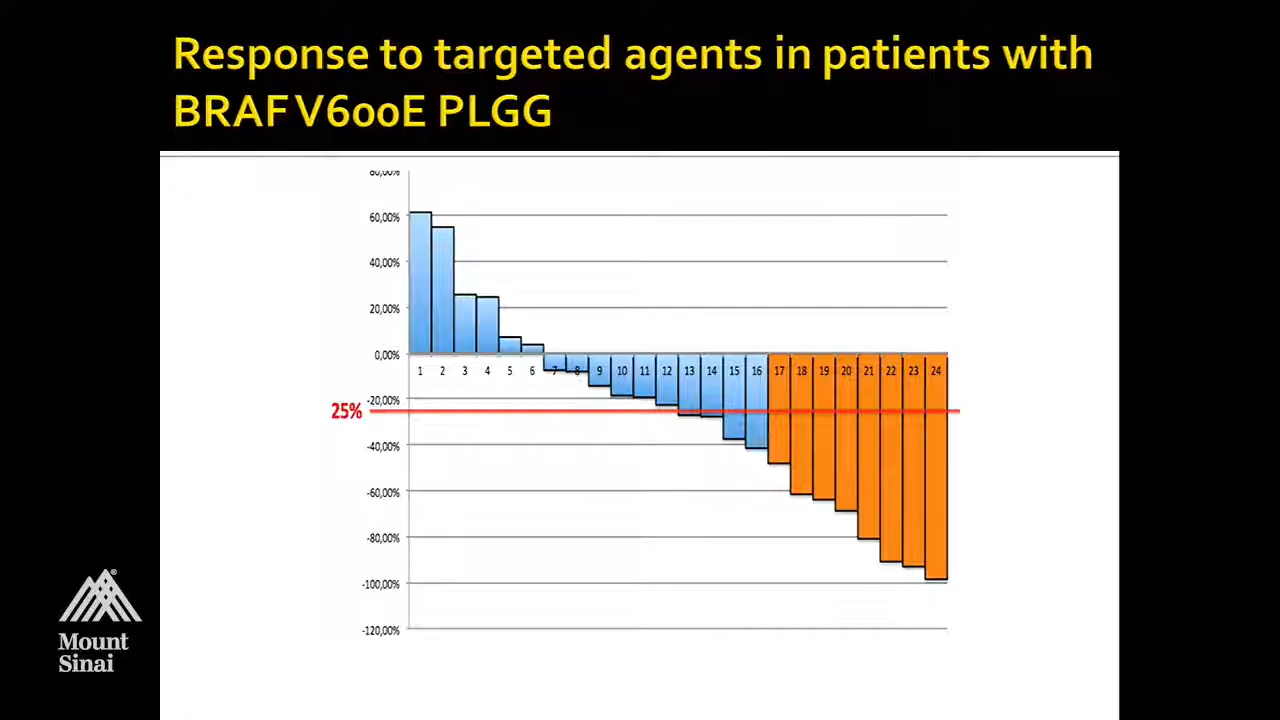 Response to targeted agents in patients with
BRAF V600E PLGG
80,00%
60,00%
40,00%
20,00%
0,00%
1 2 3 4 5 6 7 8 9 10 11 12 13 14 15 16 17 18 19 20 21 22 23 24
-20,00%
25%
-40,00%
-60,00%
-80,00%
-100,00%
-120,00%
Mount
Sinai